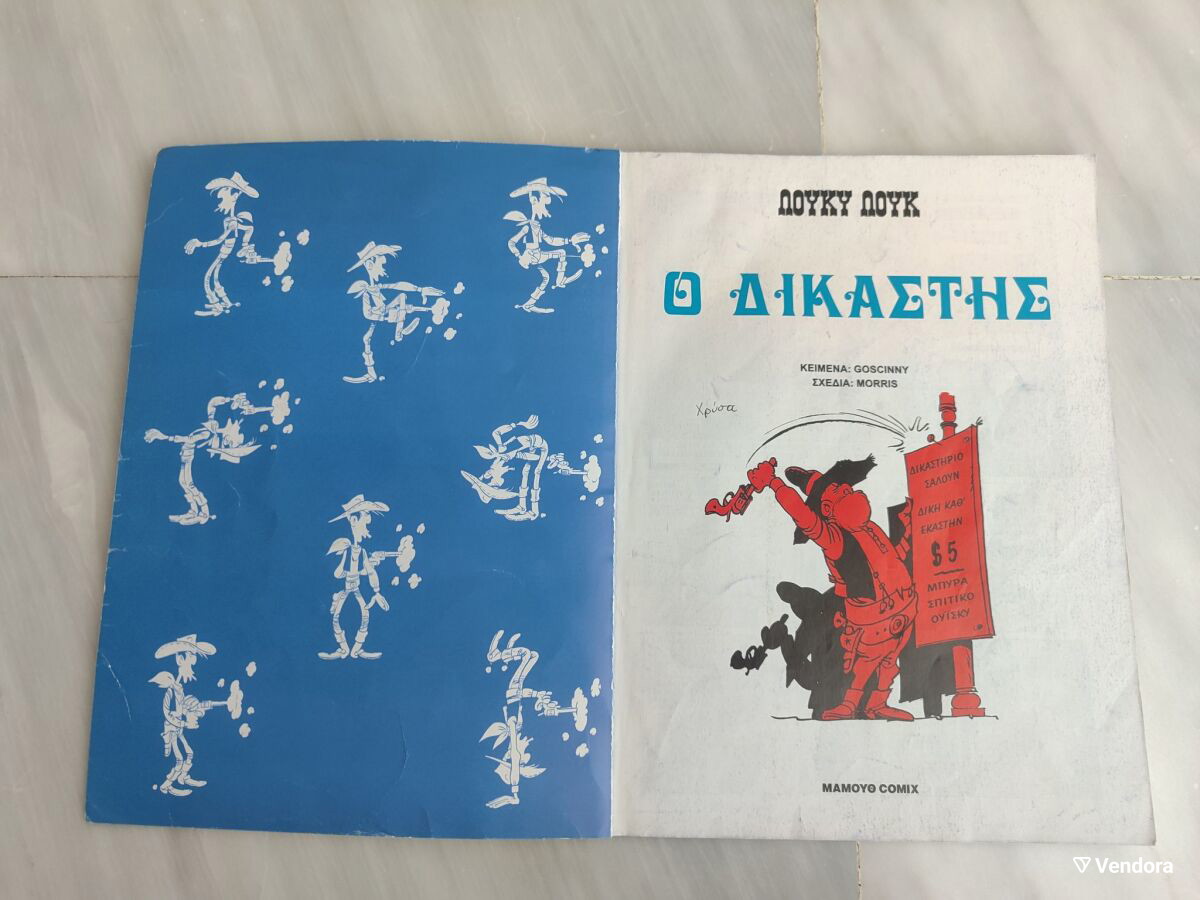 ΛΟΥΚΥ ΛΟΥΚ
Ο ΔΙΚΑΣΤΗΣ
ΚΕΙΜΕΝΑ: GOSCINNY
ΣΧΕΔΙΑ: MORRIS
Χρύσα
ΔΙΚΑΣΤΗΡΙΟ
ΣΑΛΟΥΝ
ΔΙΚΗ ΚΑΘ'
ΕΚΑΣΤΗΝ
$5
ΜΠΥΡΑ
ΣΠΙΤΙΚΟ
ΟΥΪΣΚΥ
ΜΑΜΟΥΘ COMIX
Vendora